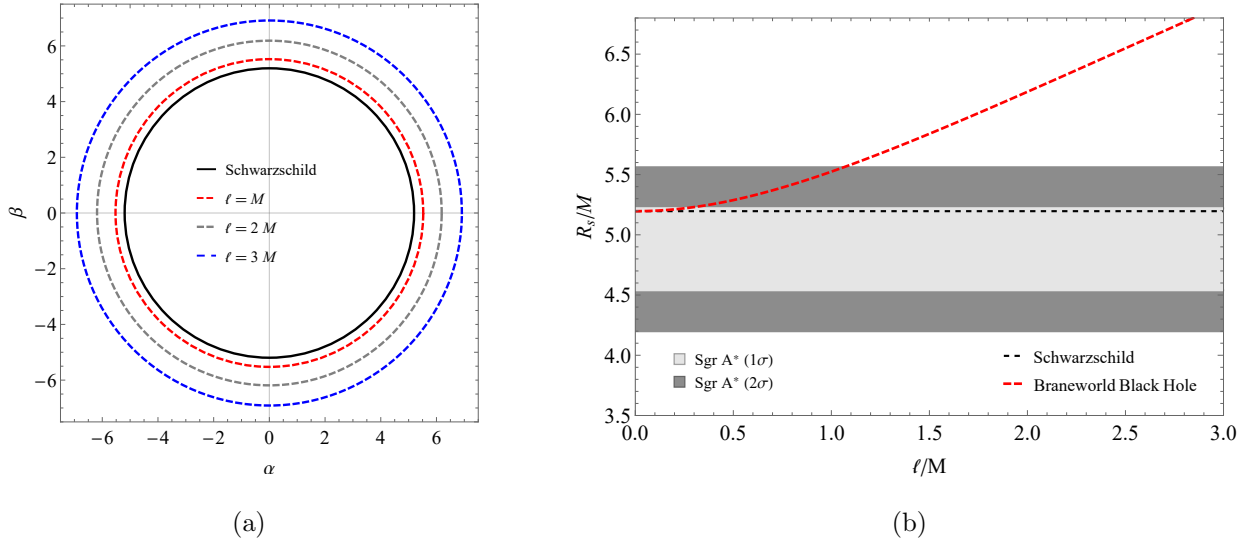 6
4
2
0
−2
−4
−6
β
Schwarzschild
ℓ = M
ℓ = 2 M
ℓ = 3 M
−6 −4 −2 0 2 4 6
α
(a)
6.5
6.0
5.5
5.0
4.5
4.0
3.5
R_s/M
Sgr A* (1σ)
Sgr A* (2σ)
Schwarzschild
Braneworld Black Hole
0.0 0.5 1.0 1.5 2.0 2.5 3.0
ℓ/M
(b)